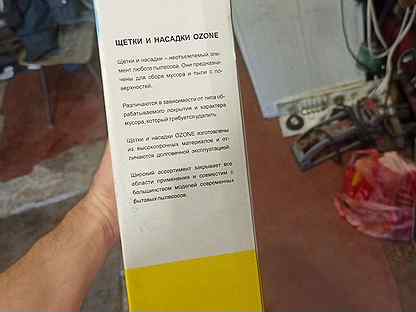 ЩЕТКИ И НАСАДКИ OZONE
Щетки и насадки – неотъемлемый эле-
мент любого пылесоса. Они предназна-
чены для сбора мусора и пыли с по-
верхностей.
Различаются в зависимости от типа об-
рабатываемого покрытия и характера
мусора, который требуется удалить.
Щетки и насадки OZONE изготовлены
из высокопрочных материалов и от-
личаются долговечной эксплуатацией.
Широкий ассортимент закрывает все
области применения и совместим с
большинством моделей современных
бытовых пылесосов.